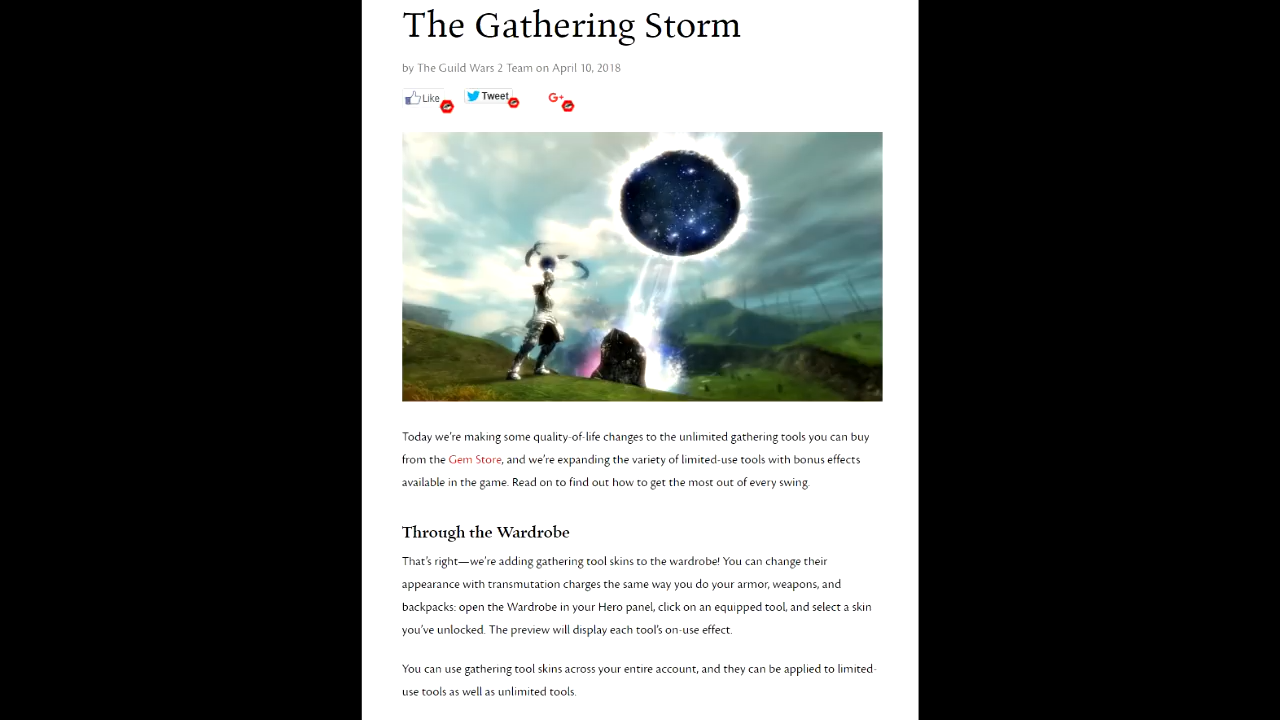 The Gathering Storm
by The Guild Wars 2 Team on April 10, 2018
Like Tweet G+
Today we're making some quality-of-life changes to the unlimited gathering tools you can buy
from the Gem Store, and we're expanding the variety of limited-use tools with bonus effects
available in the game. Read on to find out how to get the most out of every swing.
Through the Wardrobe
That's right—we're adding gathering tool skins to the wardrobe! You can change their
appearance with transmutation charges the same way you do your armor, weapons, and
backpacks: open the Wardrobe in your Hero panel, click on an equipped tool, and select a skin
you've unlocked. The preview will display each tool's on-use effect.
You can use gathering tool skins across your entire account, and they can be applied to limited-
use tools as well as unlimited tools.